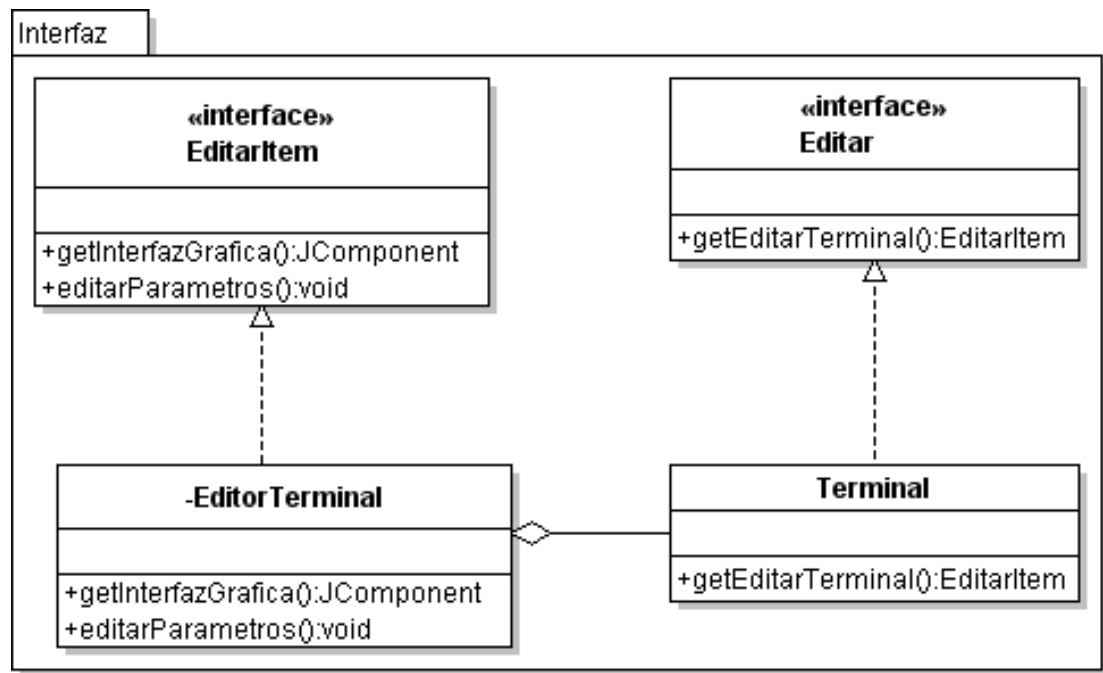 Interfaz
«interface»
EditarItem
+getInterfazGrafica():JComponent
+editarParametros():void
«interface»
Editar
+getEditarTerminal():EditarItem
-EditorTerminal
+getInterfazGrafica():JComponent
+editarParametros():void
Terminal
+getEditarTerminal():EditarItem